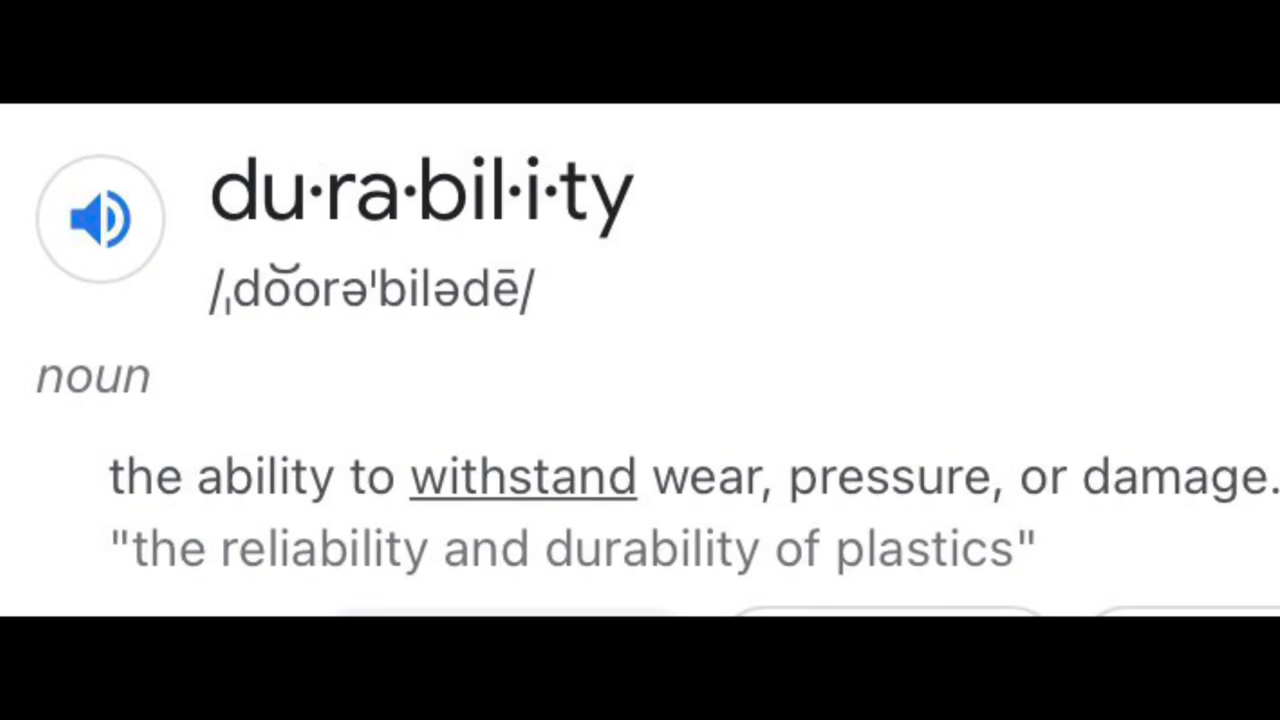 du·ra·bil·i·ty
/ˌdo͝orəˈbilədē/
noun
the ability to withstand wear, pressure, or damage.
"the reliability and durability of plastics"